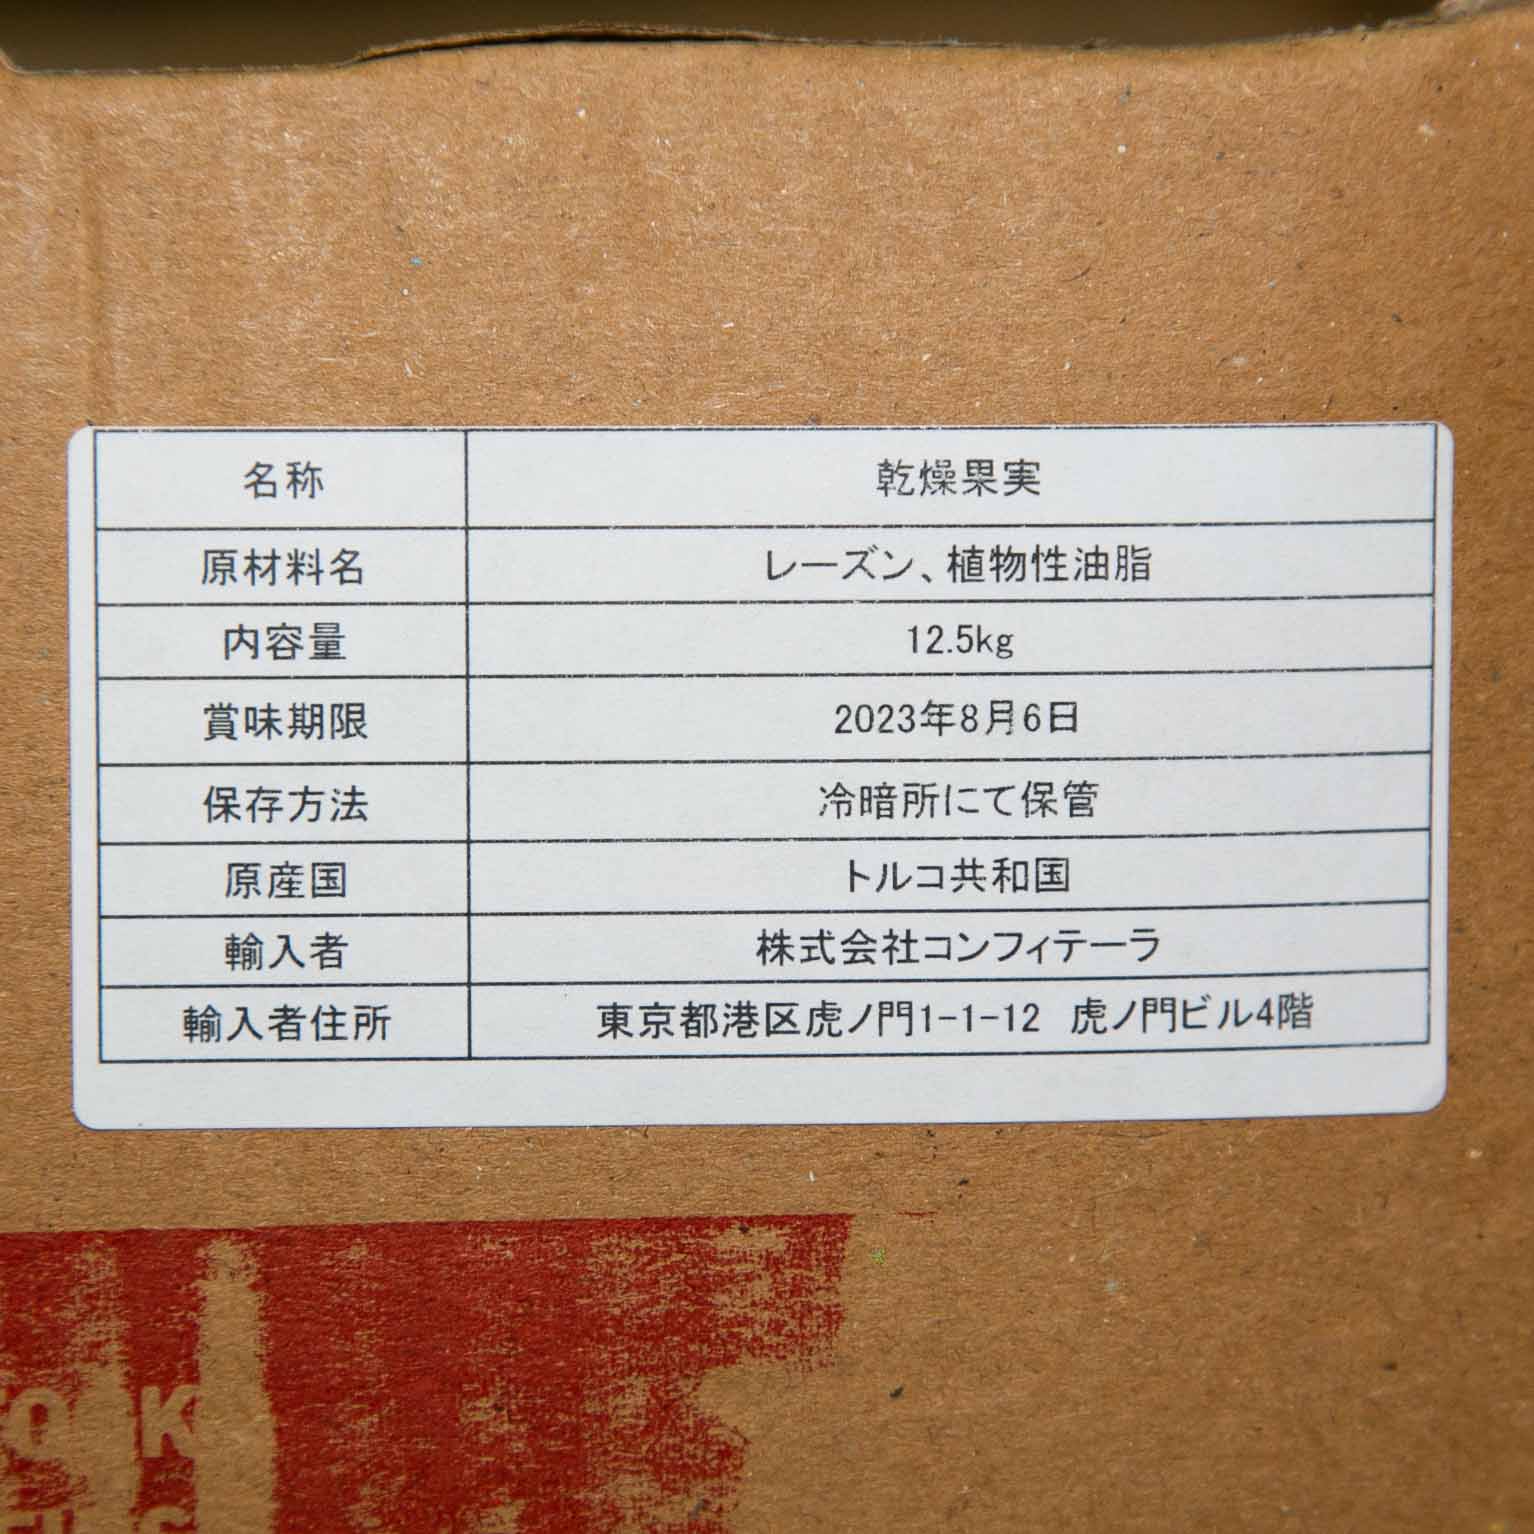 名称 乾燥果実
原材料名 レーズン、植物性油脂
内容量 12.5kg
賞味期限 2023年8月6日
保存方法 冷暗所にて保管
原産国 トルコ共和国
輸入者 株式会社コンフィテーラ
輸入者住所 東京都港区虎ノ門1-1-12 虎ノ門ビル4階